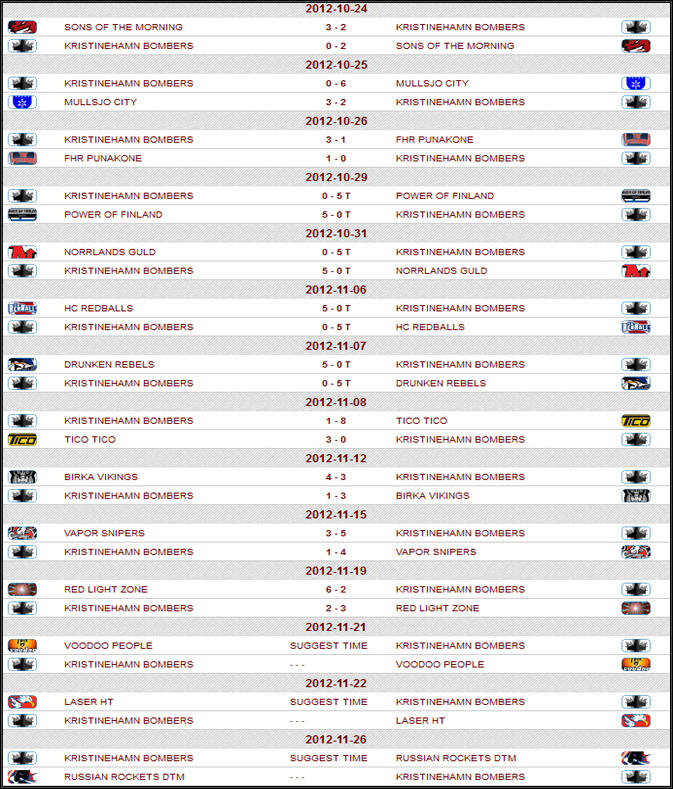 2012-10-24
SONS OF THE MORNING 3 - 2 KRISTINEHAMN BOMBERS
KRISTINEHAMN BOMBERS 0 - 2 SONS OF THE MORNING
2012-10-25
KRISTINEHAMN BOMBERS 0 - 6 MULLSJO CITY
MULLSJO CITY 3 - 2 KRISTINEHAMN BOMBERS
2012-10-26
KRISTINEHAMN BOMBERS 3 - 1 FHR PUNAKONE
FHR PUNAKONE 1 - 0 KRISTINEHAMN BOMBERS
2012-10-29
KRISTINEHAMN BOMBERS 0 - 5 T POWER OF FINLAND
POWER OF FINLAND 5 - 0 T KRISTINEHAMN BOMBERS
2012-10-31
NORRLANDS GULD 0 - 5 T KRISTINEHAMN BOMBERS
KRISTINEHAMN BOMBERS 5 - 0 T NORRLANDS GULD
2012-11-06
HC REDBALLS 5 - 0 T KRISTINEHAMN BOMBERS
KRISTINEHAMN BOMBERS 0 - 5 T HC REDBALLS
2012-11-07
DRUNKEN REBELS 5 - 0 T KRISTINEHAMN BOMBERS
KRISTINEHAMN BOMBERS 0 - 5 T DRUNKEN REBELS
2012-11-08
KRISTINEHAMN BOMBERS 1 - 8 TICO TICO TICO
TICO TICO TICO 3 - 0 KRISTINEHAMN BOMBERS
2012-11-12
BIRKA VIKINGS 4 - 3 KRISTINEHAMN BOMBERS
KRISTINEHAMN BOMBERS 1 - 3 BIRKA VIKINGS
2012-11-15
VAPOR SNIPERS 3 - 5 KRISTINEHAMN BOMBERS
KRISTINEHAMN BOMBERS 1 - 4 VAPOR SNIPERS
2012-11-19
RED LIGHT ZONE 6 - 2 KRISTINEHAMN BOMBERS
KRISTINEHAMN BOMBERS 2 - 3 RED LIGHT ZONE
2012-11-21
VOODOO PEOPLE SUGGEST TIME KRISTINEHAMN BOMBERS
KRISTINEHAMN BOMBERS - - - VOODOO PEOPLE
2012-11-22
LASER HT SUGGEST TIME KRISTINEHAMN BOMBERS
KRISTINEHAMN BOMBERS - - - LASER HT
2012-11-26
KRISTINEHAMN BOMBERS SUGGEST TIME RUSSIAN ROCKETS DTM
RUSSIAN ROCKETS DTM - - - KRISTINEHAMN BOMBERS